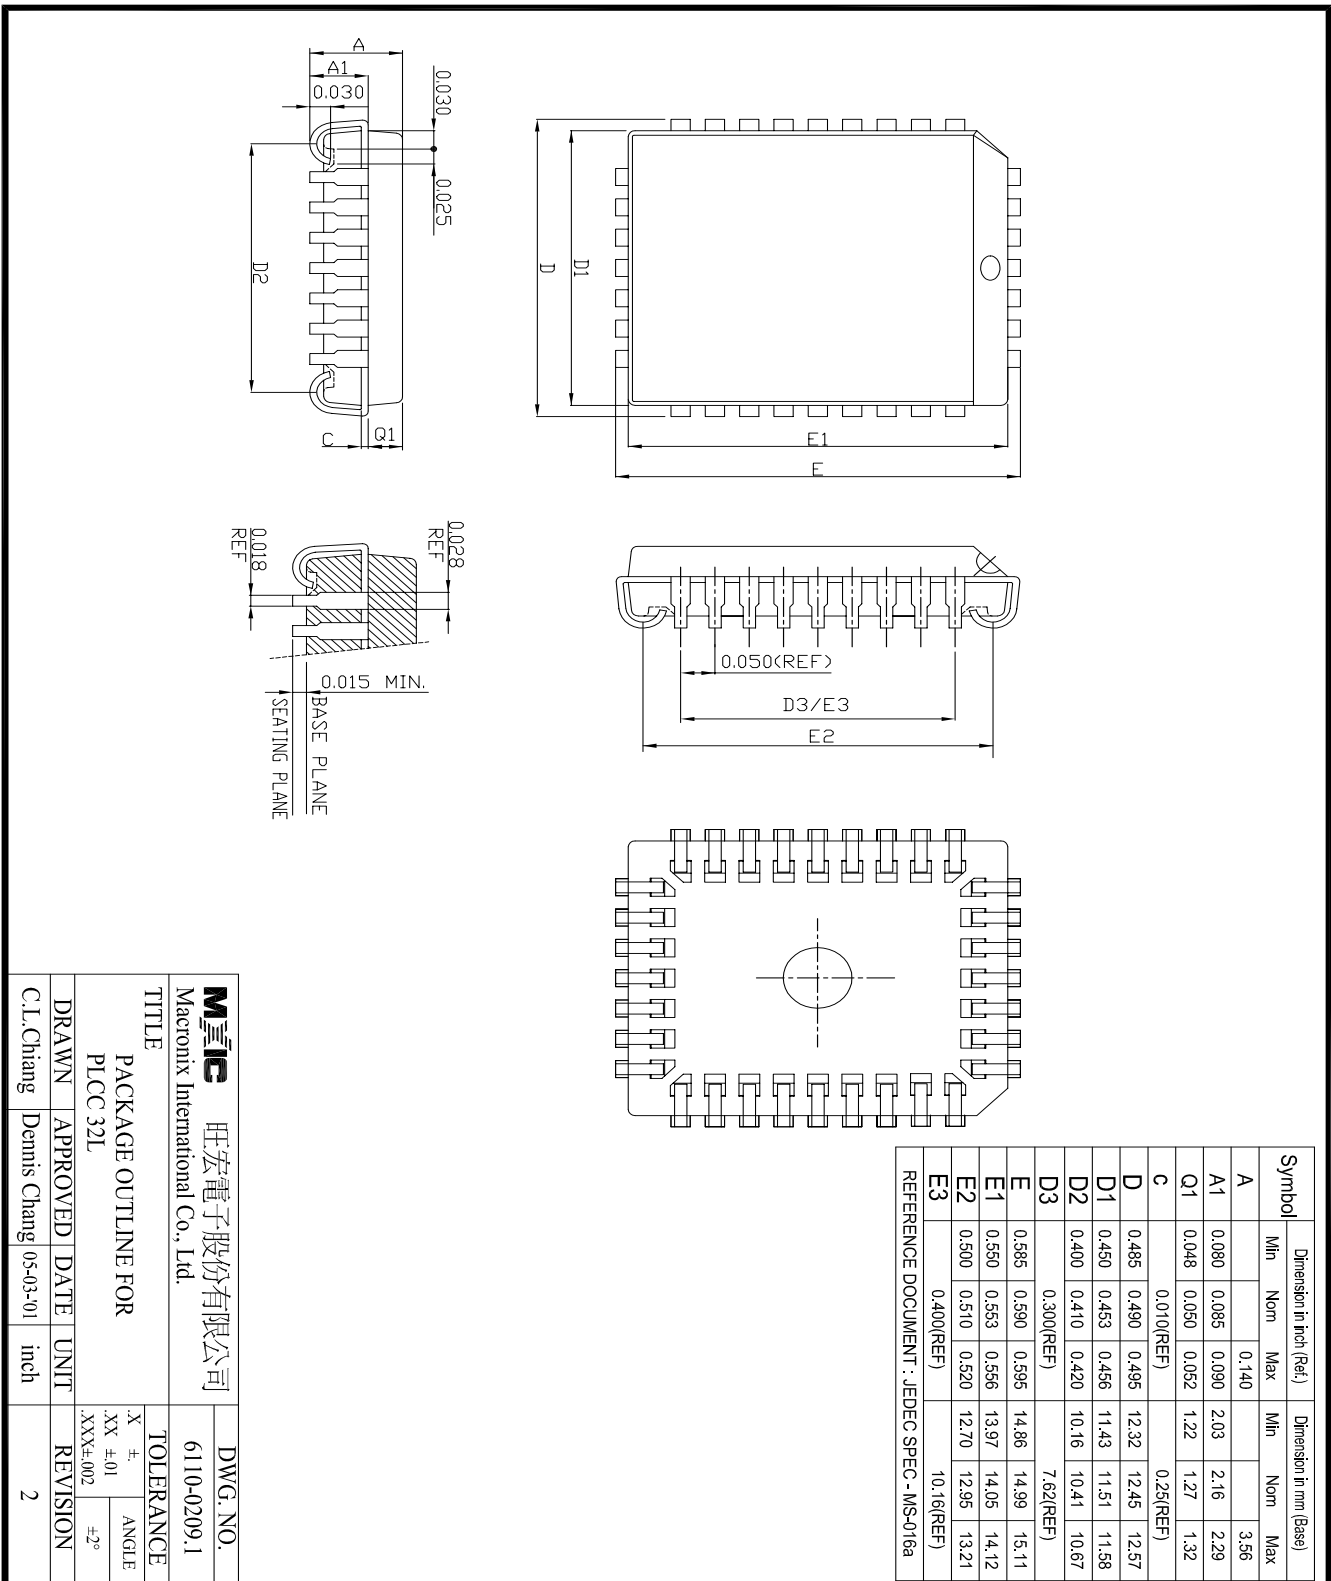 A
A1
0.030
0.030
0.025
D2
C
Q1
D
D1
E1
E
0.018
REF
0.028
REF
0.015 MIN.
BASE PLANE
SEATING PLANE
0.050(REF)
D3/E3
E2
Symbol Dimension in inch (Ref.) Dimension in mm (Base)
Min Nom Max Min Nom Max
A 0.140 3.56
A1 0.080 0.085 0.090 2.03 2.16 2.29
Q1 0.048 0.050 0.052 1.22 1.27 1.32
C 0.010(REF) 0.25(REF)
D 0.485 0.490 0.495 12.32 12.45 12.57
D1 0.450 0.453 0.456 11.43 11.51 11.58
D2 0.400 0.410 0.420 10.16 10.41 10.67
D3 0.300(REF) 7.62(REF)
E 0.585 0.590 0.595 14.86 14.99 15.11
E1 0.550 0.553 0.556 13.97 14.05 14.12
E2 0.500 0.510 0.520 12.70 12.95 13.21
E3 0.400(REF) 10.16(REF)
REFERENCE DOCUMENT : JEDEC SPEC - MS-016a
MXIC 旺宏電子股份有限公司
Macronix International Co., Ltd.
DWG. NO.
6110-0209.1
TITLE
PACKAGE OUTLINE FOR
PLCC 32L
TOLERANCE
.X ±.
.XX ±.01
.XXX±.002
ANGLE
±2°
DRAWN APPROVED DATE UNIT REVISION
C.L.Chiang Dennis Chang 05-03-'01 inch 2